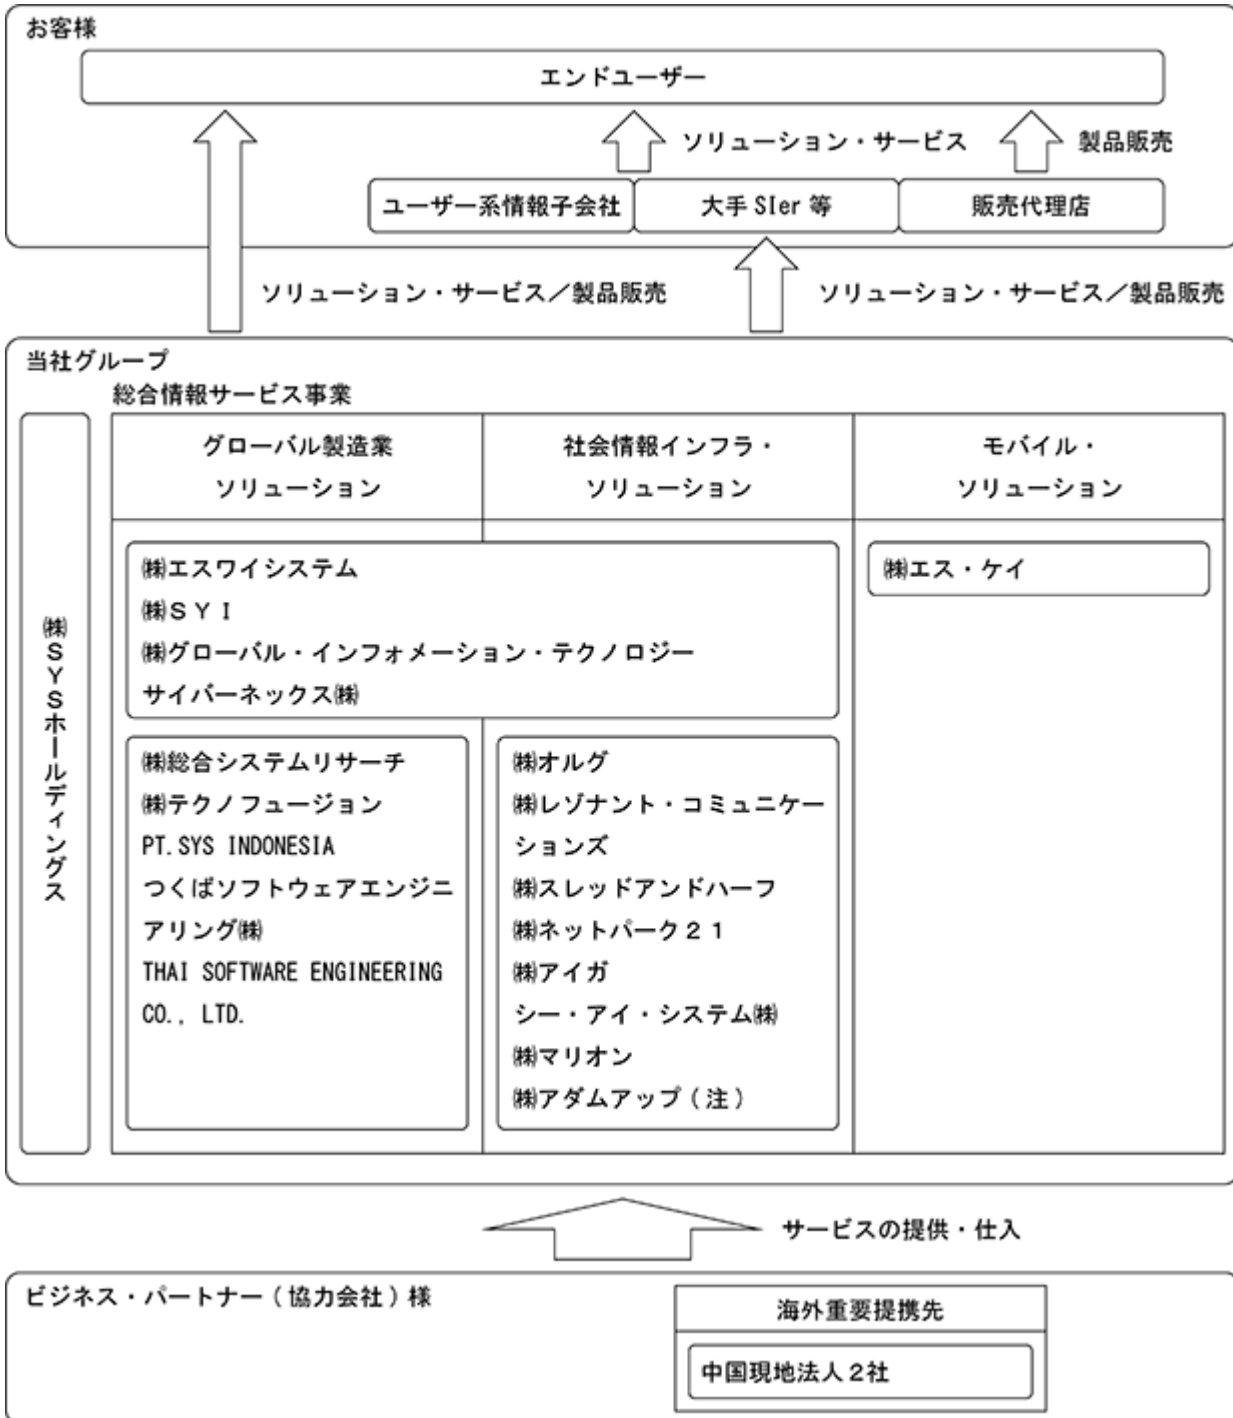 お客様
エンドユーザー
ソリューション・サービス
製品販売
ユーザー系情報子会社
大手 SIer 等
販売代理店
ソリューション・サービス／製品販売
ソリューション・サービス／製品販売
当社グループ
総合情報サービス事業
㈱ＳＹＳホールディングス
グローバル製造業
ソリューション
社会情報インフラ・
ソリューション
モバイル・
ソリューション
㈱エスワイシステム
㈱ＳＹＩ
㈱グローバル・インフォメーション・テクノロジー
サイバーネックス㈱
㈱エス・ケイ
㈱総合システムリサーチ
㈱テクノフュージョン
PT.SYS INDONESIA
つくばソフトウェアエンジニ
アリング㈱
THAI SOFTWARE ENGINEERING
CO., LTD.
㈱オルグ
㈱レゾナント・コミュニケー
ションズ
㈱スレッドアンドハーフ
㈱ネットパーク２１
㈱アイガ
シー・アイ・システム㈱
㈱マリオン
㈱アダムアップ（注）
サービスの提供・仕入
ビジネス・パートナー（協力会社）様
海外重要提携先
中国現地法人２社